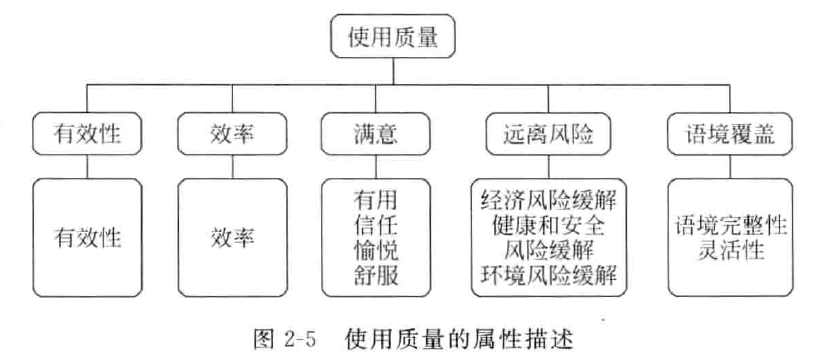 使用质量
有效性
效率
满意
远离风险
语境覆盖
有效性
效率
有用
信任
愉悦
舒服
经济风险缓解
健康和安全
风险缓解
环境风险缓解
语境完整性
灵活性
图 2-5 使用质量的属性描述